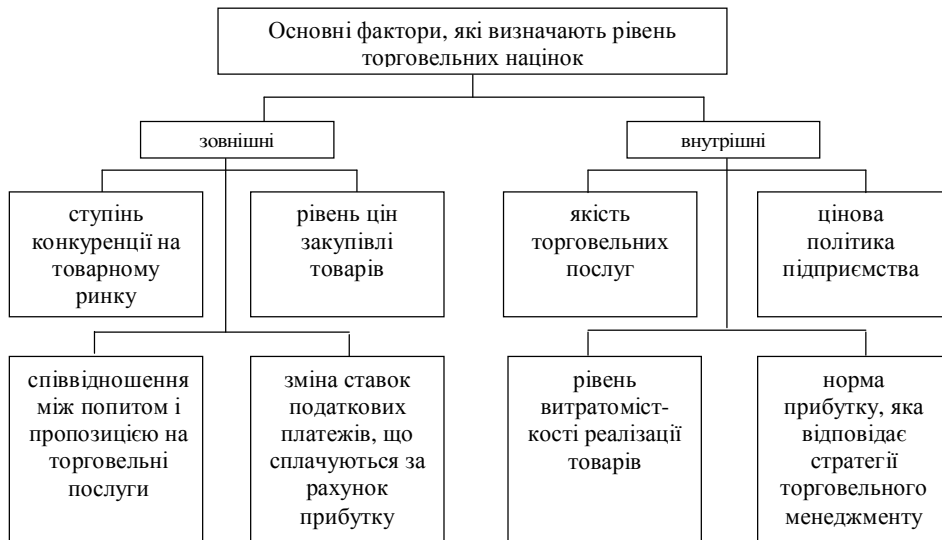 Основні фактори, які визначають рівень
торговельних націнок
зовнішні
внутрішні
ступінь
конкуренції на
товарному
ринку
рівень цін
закупівлі
товарів
якість
торговельних
послуг
цінова
політика
підприємства
співвідношення
між попитом і
пропозицією на
торговельні
послуги
зміна ставок
податкових
платежів, що
сплачуються за
рахунок
прибутку
рівень
витратоміст-
кості реалізації
товарів
норма
прибутку, яка
відповідає
стратегії
торговельного
менеджменту